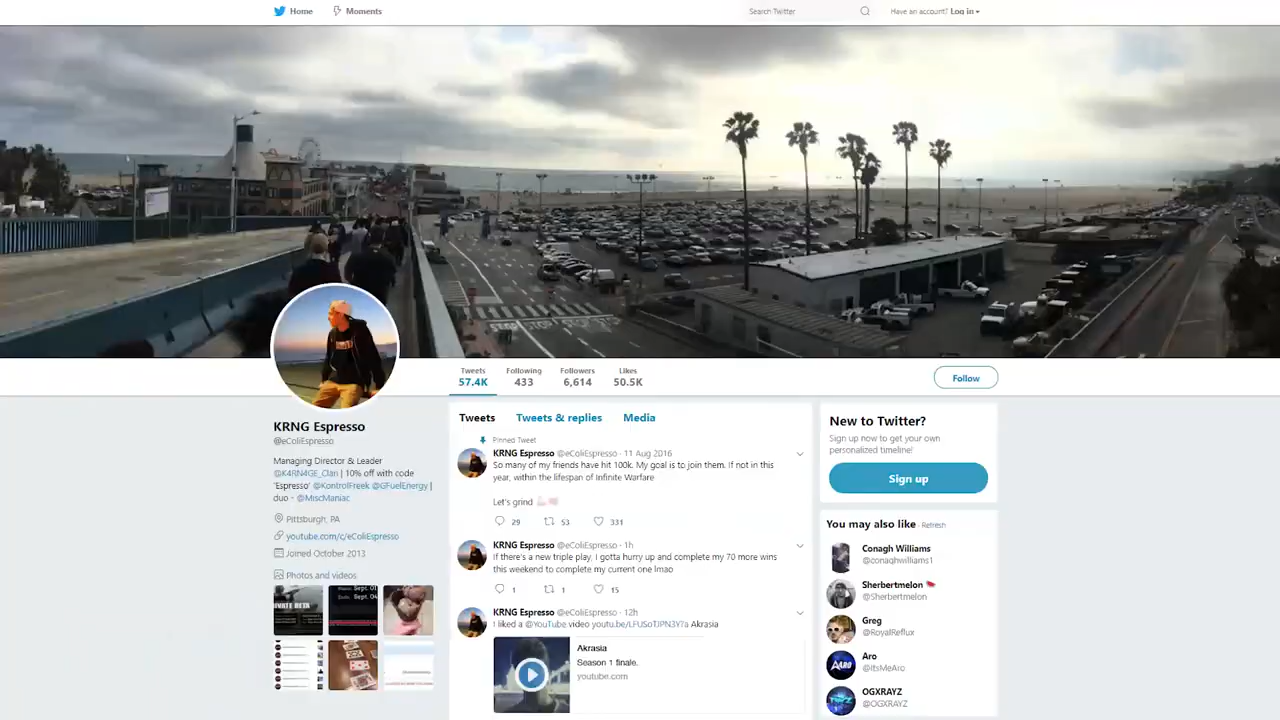 Home
Moments
Search Twitter
Have an account? Log in
Tweets
57.4K
Following
433
Followers
6,614
Likes
50.5K
Follow
KRNG Espresso
@eColiEspresso
Managing Director & Leader
@K4RN4GE_Clan | 10% off with code
'Espresso' @KontrolFreek @GFuelEnergy |
duo - @MiscManiac
Pittsburgh, PA
youtube.com/c/eColiEspresso
Joined October 2013
Photos and videos
Tweets Tweets & replies Media
Pinned Tweet
KRNG Espresso @eColiEspresso · 11 Aug 2016
So many of my friends have hit 100k. My goal is to join them. If not in this
year, within the lifespan of Infinite Warfare
Let's grind
29 53 331
KRNG Espresso @eColiEspresso · 1h
If there's a new triple play, i gotta hurry up and complete my 70 more wins
this weekend to complete my current one lmao
1 1 15
KRNG Espresso @eColiEspresso · 12h
I liked a @YouTube video youtu.be/LFUSoTJPN3Y?a Akrasia
Akrasia
Season 1 finale.
youtube.com
New to Twitter?
Sign up now to get your own
personalized timeline!
Sign up
You may also like · Refresh
Conagh Williams
@conaghwilliams1
Sherbertmelon
@Sherbertmelon
Greg
@RoyalReflux
Aro
@ItsMeAro
OGXRAYZ
@OGXRAYZ